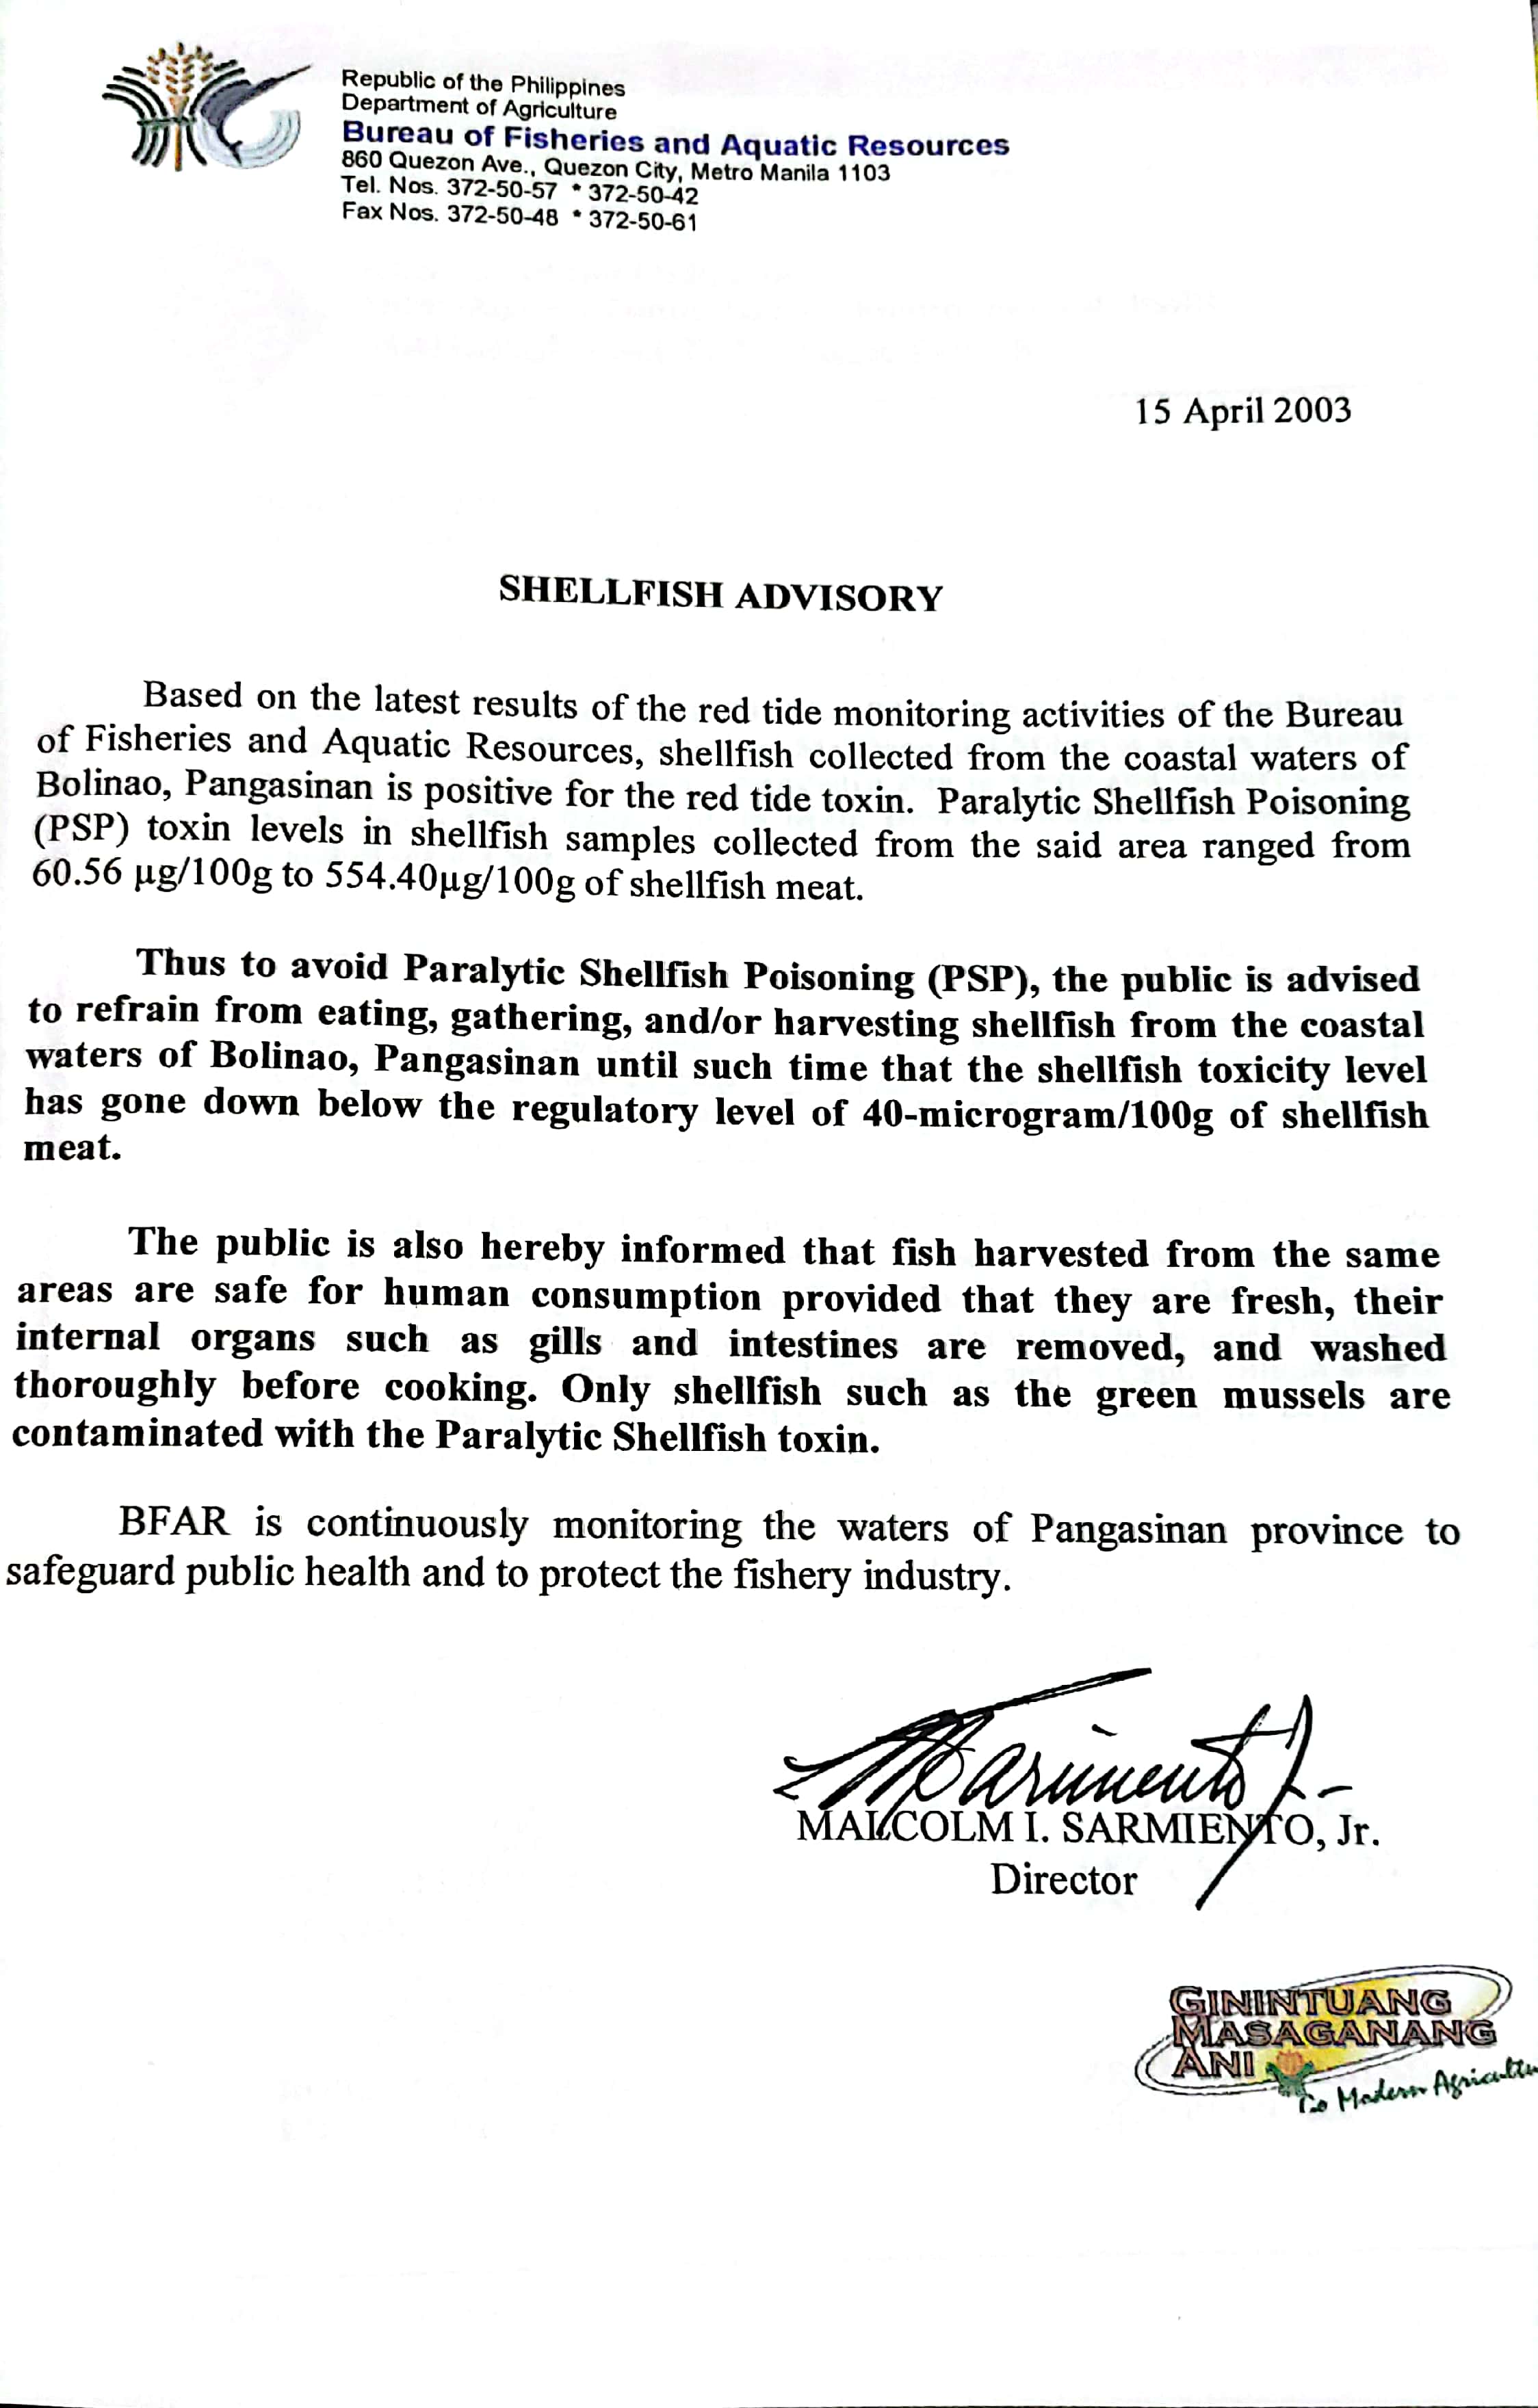 Republic of the Philippines
Department of Agriculture
Bureau of Fisheries and Aquatic Resources
860 Quezon Ave., Quezon City, Metro Manila 1103
Tel. Nos. 372-50-57 * 372-50-42
Fax Nos. 372-50-48 * 372-50-61
15 April 2003
SHELLFISH ADVISORY
Based on the latest results of the red tide monitoring activities of the Bureau
of Fisheries and Aquatic Resources, shellfish collected from the coastal waters of
Bolinao, Pangasinan is positive for the red tide toxin. Paralytic Shellfish Poisoning
(PSP) toxin levels in shellfish samples collected from the said area ranged from
60.56 µg/100g to 554.40µg/100g of shellfish meat.
Thus to avoid Paralytic Shellfish Poisoning (PSP), the public is advised
to refrain from eating, gathering, and/or harvesting shellfish from the coastal
waters of Bolinao, Pangasinan until such time that the shellfish toxicity level
has gone down below the regulatory level of 40-microgram/100g of shellfish
meat.
The public is also hereby informed that fish harvested from the same
areas are safe for human consumption provided that they are fresh, their
internal organs such as gills and intestines are removed, and washed
thoroughly before cooking. Only shellfish such as the green mussels are
contaminated with the Paralytic Shellfish toxin.
BFAR is continuously monitoring the waters of Pangasinan province to
safeguard public health and to protect the fishery industry.
MALCOLM I. SARMIENTO, Jr.
Director
GININTUANG
MASAGANANG
ANI
Modern